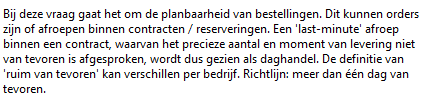 Bij deze vraag gaat het om de planbaarheid van bestellingen. Dit kunnen orders
zijn of afroepen binnen contracten / reserveringen. Een 'last-minute' afroep
binnen een contract, waarvan het precieze aantal en moment van levering niet
van tevoren is afgesproken, wordt dus gezien als daghandel. De definitie van
'ruim van tevoren' kan verschillen per bedrijf. Richtlijn: meer dan één dag van
tevoren.